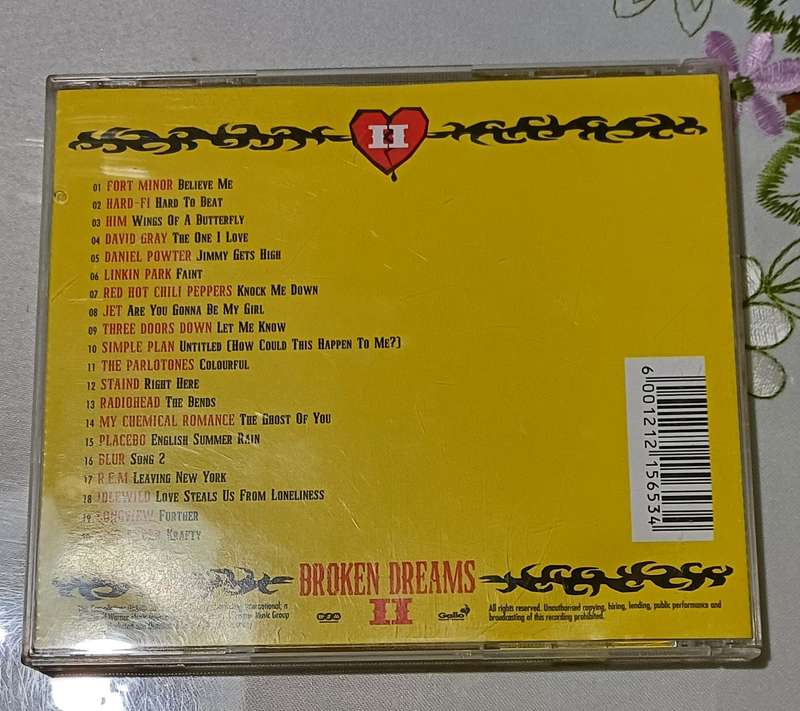 II
01 FORT MINOR BELIEVE ME
02 HARD-FI HARD TO BEAT
03 HIM WINGS OF A BUTTERFLY
04 DAVID GRAY THE ONE I LOVE
05 DANIEL POWTER JIMMY GETS HIGH
06 LINKIN PARK FAINT
07 RED HOT CHILI PEPPERS KNOCK ME DOWN
08 JET ARE YOU GONNA BE MY GIRL
09 THREE DOORS DOWN LET ME KNOW
10 SIMPLE PLAN UNTITLED (HOW COULD THIS HAPPEN TO ME?)
11 THE PARLOTONES COLOURFUL
12 STAIND RIGHT HERE
13 RADIOHEAD THE BENDS
14 MY CHEMICAL ROMANCE THE GHOST OF YOU
15 PLACEBO ENGLISH SUMMER RAIN
16 BLUR SONG 2
17 R.E.M LEAVING NEW YORK
18 IDLEWILD LOVE STEALS US FROM LONELINESS
19 LONGVIEW FURTHER
KRAFTY
6 001212 156534
BROKEN DREAMS
II
International; a
of Warner Music Group
Gallo
All rights reserved. Unauthorised copying, hiring, lending, public performance and
broadcasting of this recording prohibited.